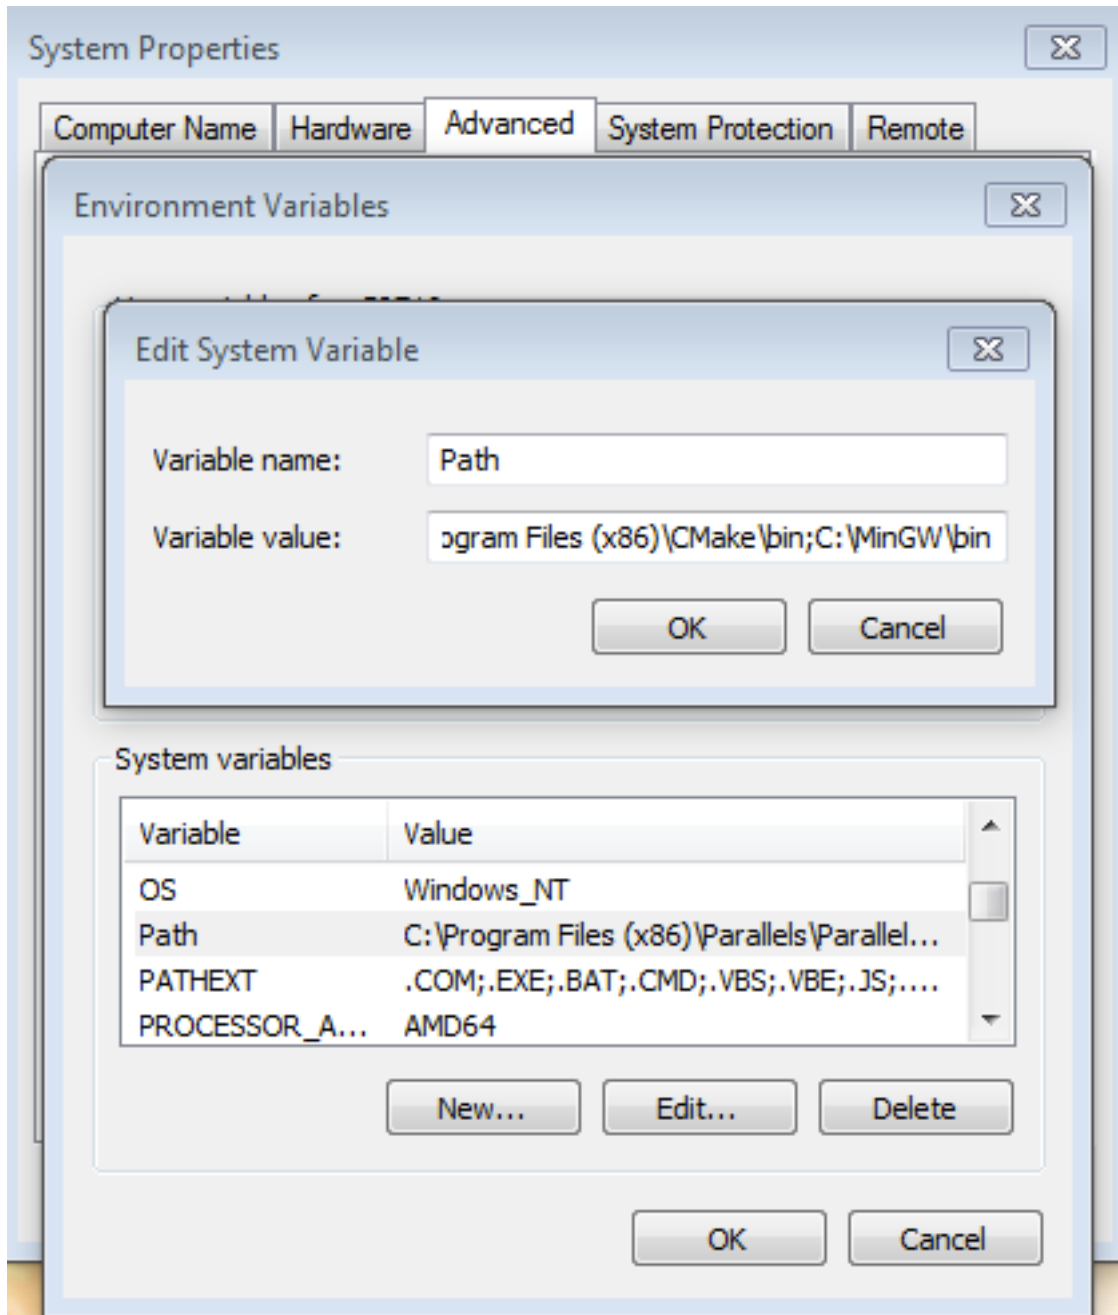 System Properties
Computer Name Hardware Advanced System Protection Remote
Environment Variables
Edit System Variable
Variable name: Path
Variable value: ogram Files (x86)\CMake\bin;C:\MinGW\bin
OK Cancel
System variables
Variable Value
OS Windows_NT
Path C:\Program Files (x86)\Parallels\Parallel...
PATHEXT .COM;.EXE;.BAT;.CMD;.VBS;.VBE;.JS;....
PROCESSOR_A... AMD64
New... Edit... Delete
OK Cancel